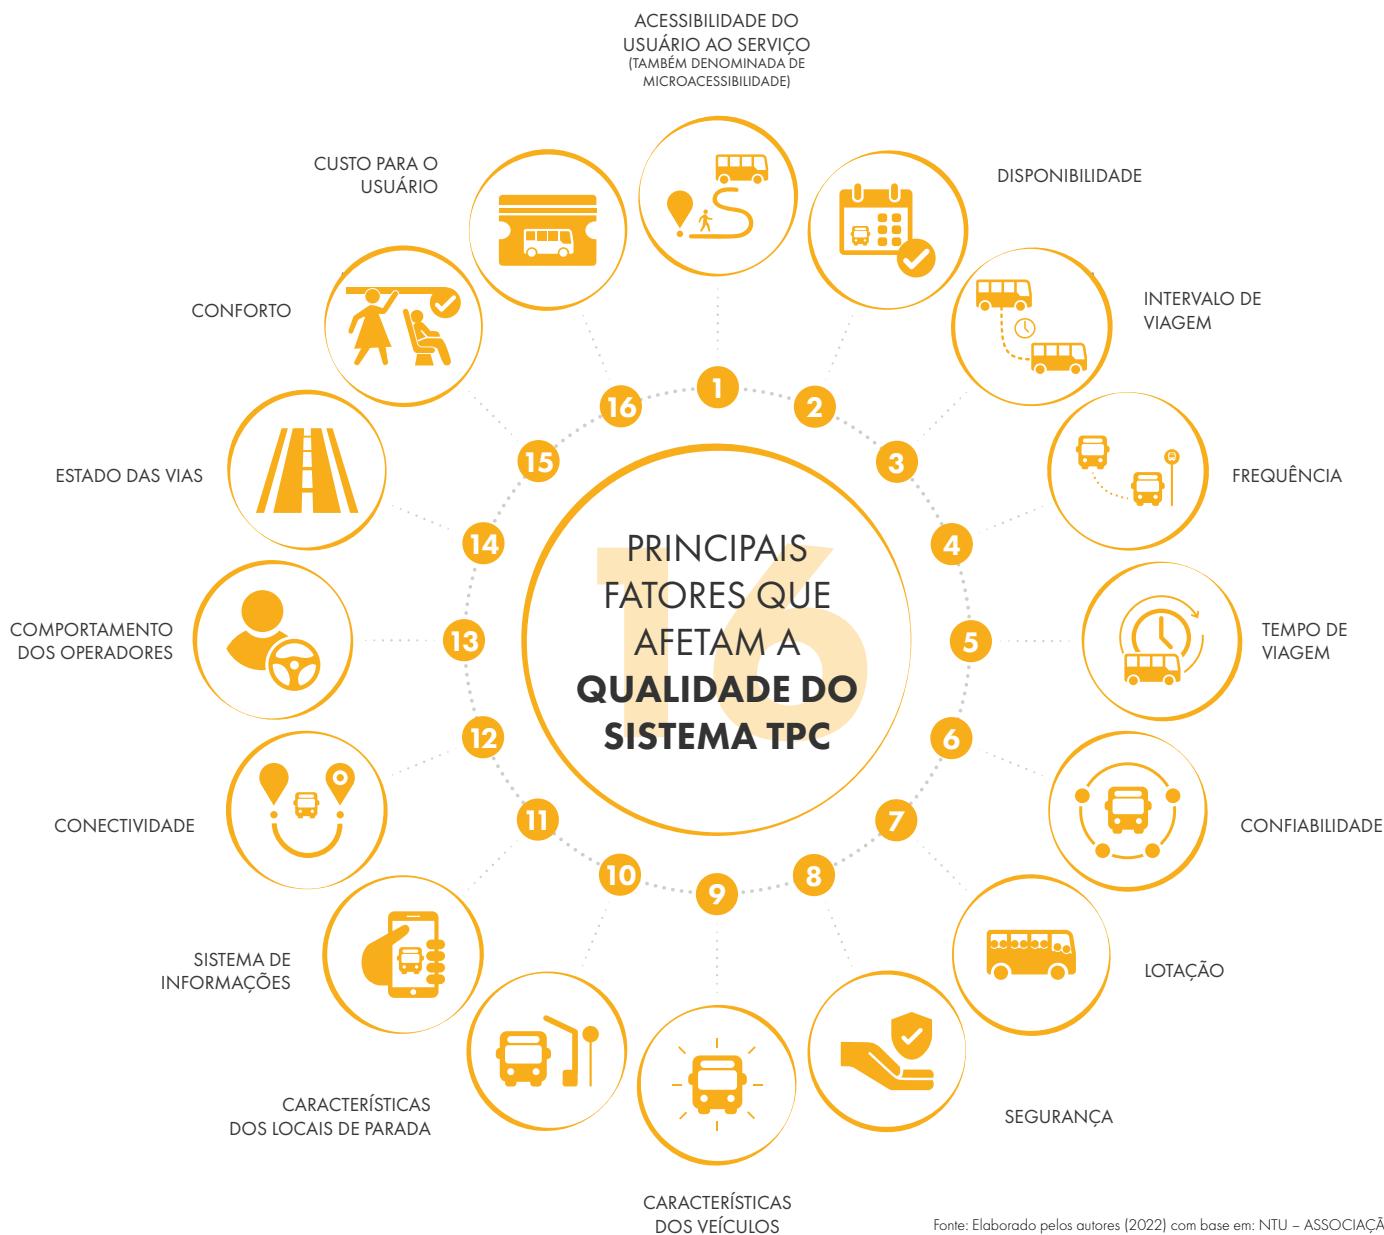 ACESSIBILIDADE DO
USUÁRIO AO SERVIÇO
(TAMBÉM DENOMINADA DE
MICROACESSIBILIDADE)
DISPONIBILIDADE
INTERVALO DE
VIAGEM
FREQUÊNCIA
TEMPO DE
VIAGEM
CONFIABILIDADE
LOTAÇÃO
SEGURANÇA
CARACTERÍSTICAS
DOS VEÍCULOS
CARACTERÍSTICAS
DOS LOCAIS DE PARADA
SISTEMA DE
INFORMAÇÕES
CONECTIVIDADE
COMPORTAMENTO
DOS OPERADORES
ESTADO DAS VIAS
CONFORTO
CUSTO PARA O
USUÁRIO
1
2
3
4
5
6
7
8
9
10
11
12
13
14
15
16
16
PRINCIPAIS
FATORES QUE
AFETAM A
QUALIDADE DO
SISTEMA TPC
Fonte: Elaborado pelos autores (2022) com base em: NTU – ASSOCIAÇÃ